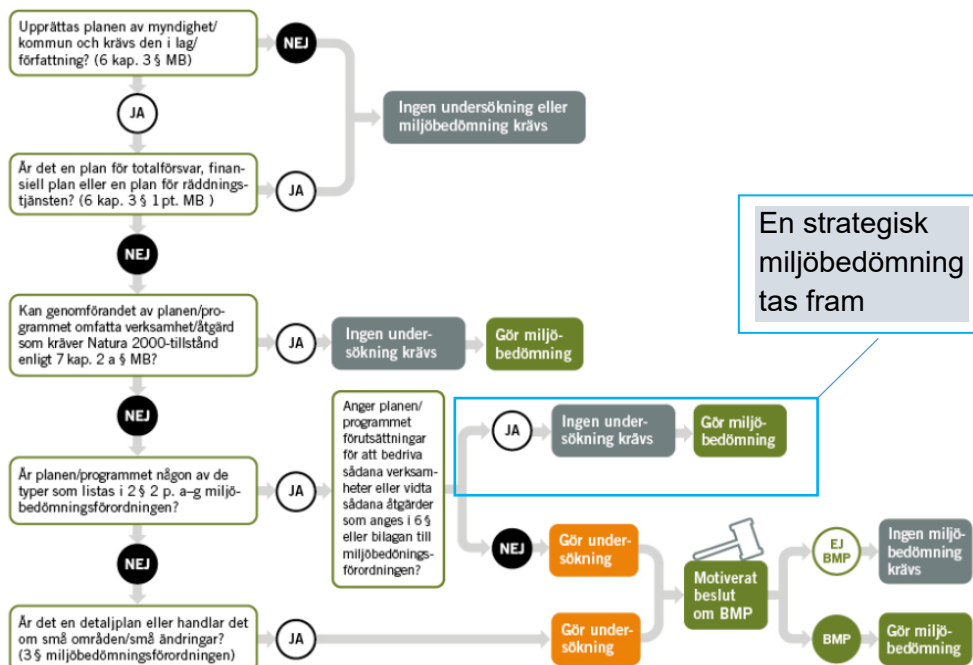 Upprättas planen av myndighet/
kommun och krävs den i lag/
författning? (6 kap. 3 § MB)
NEJ
Ingen undersökning eller
miljöbedömning krävs
JA
Är det en plan för totalförsvar, finan-
siell plan eller en plan för räddnings-
tjänsten? (6 kap. 3 § 1 pt. MB )
JA
En strategisk
miljöbedömning
tas fram
NEJ
Kan genomförandet av planen/pro-
grammet omfatta verksamhet/åtgärd
som kräver Natura 2000-tillstånd
enligt 7 kap. 2 a § MB?
JA
Ingen under-
sökning krävs
Gör miljö-
bedömning
NEJ
Är planen/programmet någon av de
typer som listas i 2 § 2 p. a–g miljö-
bedömningsförordningen?
JA
Anger planen/
programmet
förutsättningar
för att bedriva
sådana verksam-
heter eller vidta
sådana åtgärder
som anges i 6 §
eller bilagan till
miljöbedönings-
förordningen?
JA
Ingen under-
sökning krävs
Gör miljö-
bedömning
NEJ
Gör under-
sökning
Motiverat
beslut
om BMP
EJ
BMP
Ingen miljö-
bedömning
krävs
NEJ
Är det en detaljplan eller handlar det
om små områden/små ändringar?
(3 § miljöbedömningsförordningen)
JA
Gör under-
sökning
BMP
Gör miljö-
bedömning